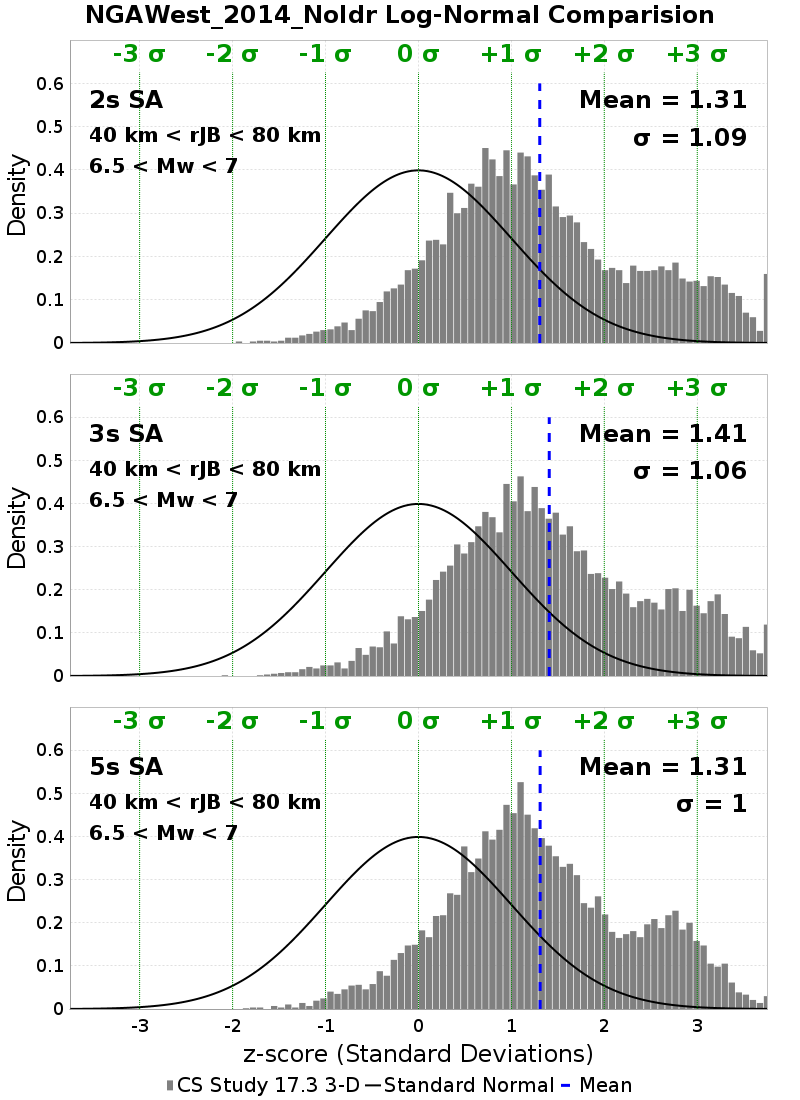 NGAWest_2014_NoIdr Log-Normal Comparision
-3 σ -2 σ -1 σ 0 σ +1 σ +2 σ +3 σ
0.6
2s SA Mean = 1.31
0.5
40 km < rJB < 80 km σ = 1.09
6.5 < Mw < 7
0.4
Density
0.3
0.2
0.1
0
-3 σ -2 σ -1 σ 0 σ +1 σ +2 σ +3 σ
0.6
3s SA Mean = 1.41
0.5
40 km < rJB < 80 km σ = 1.06
6.5 < Mw < 7
0.4
Density
0.3
0.2
0.1
0
-3 σ -2 σ -1 σ 0 σ +1 σ +2 σ +3 σ
0.6
5s SA Mean = 1.31
0.5
40 km < rJB < 80 km σ = 1
6.5 < Mw < 7
0.4
Density
0.3
0.2
0.1
0
-3 -2 -1 0 1 2 3
z-score (Standard Deviations)
CS Study 17.3 3-D Standard Normal Mean